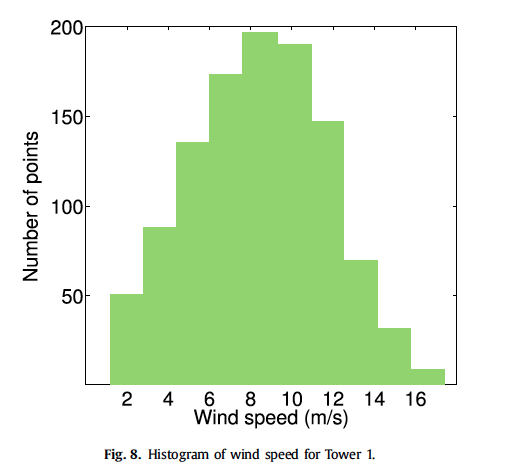 200
150
100
50
Number of points
2 4 6 8 10 12 14 16
Wind speed (m/s)
Fig. 8. Histogram of wind speed for Tower 1.